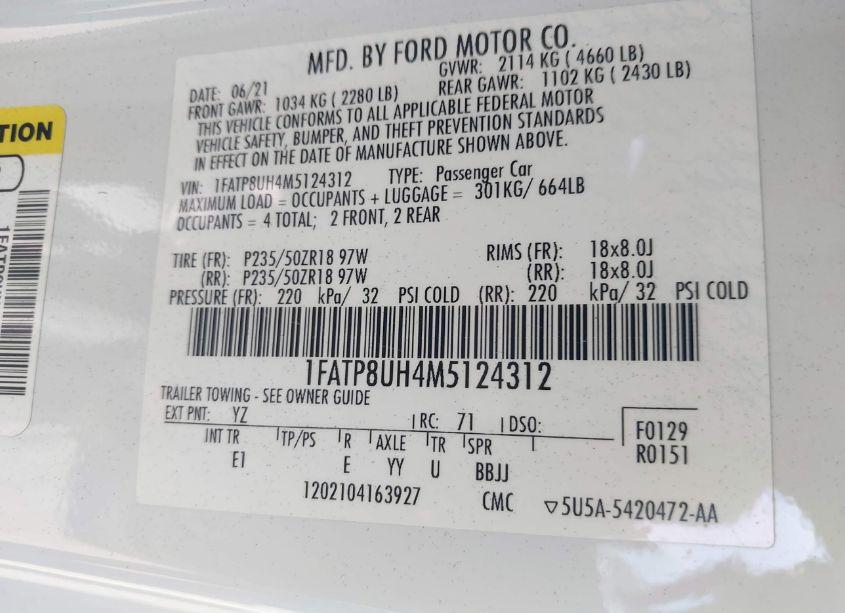 TION
1FATP8U
MFD. BY FORD MOTOR CO.
DATE: 06/21 GVWR: 2114 KG ( 4660 LB)
FRONT GAWR: 1034 KG ( 2280 LB) REAR GAWR: 1102 KG ( 2430 LB)
THIS VEHICLE CONFORMS TO ALL APPLICABLE FEDERAL MOTOR
VEHICLE SAFETY, BUMPER, AND THEFT PREVENTION STANDARDS
IN EFFECT ON THE DATE OF MANUFACTURE SHOWN ABOVE.
VIN: 1FATP8UH4M5124312 TYPE: Passenger Car
MAXIMUM LOAD = OCCUPANTS + LUGGAGE = 301KG/ 664LB
OCCUPANTS = 4 TOTAL; 2 FRONT, 2 REAR
TIRE (FR): P235/50ZR18 97W RIMS (FR): 18x8.0J
(RR): P235/50ZR18 97W (RR): 18x8.0J
PRESSURE (FR): 220 kPa/ 32 PSI COLD (RR): 220 kPa/ 32 PSI COLD
1FATP8UH4M5124312
TRAILER TOWING - SEE OWNER GUIDE
EXT PNT: YZ RC: 71 DSO:
INT TR TP/PS R AXLE TR SPR F0129
E1 E YY U BBJJ R0151
1202104163927 CMC ▽5U5A-5420472-AA